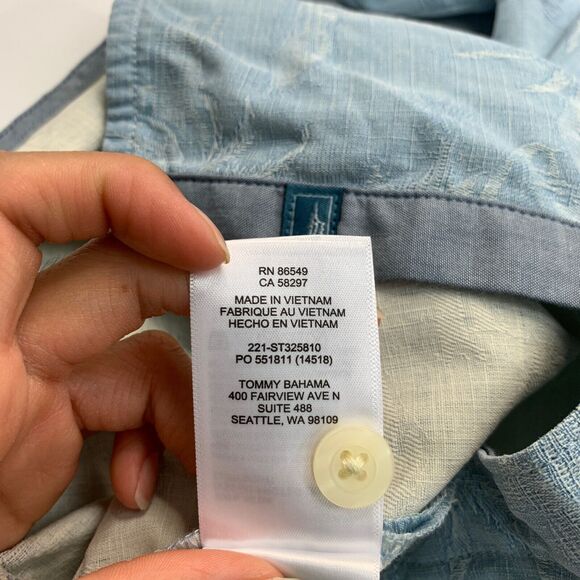 RN 86549
CA 58297
MADE IN VIETNAM
FABRIQUE AU VIETNAM
HECHO EN VIETNAM
221-ST325810
PO 551811 (14518)
TOMMY BAHAMA
400 FAIRVIEW AVE N
SUITE 488
SEATTLE, WA 98109